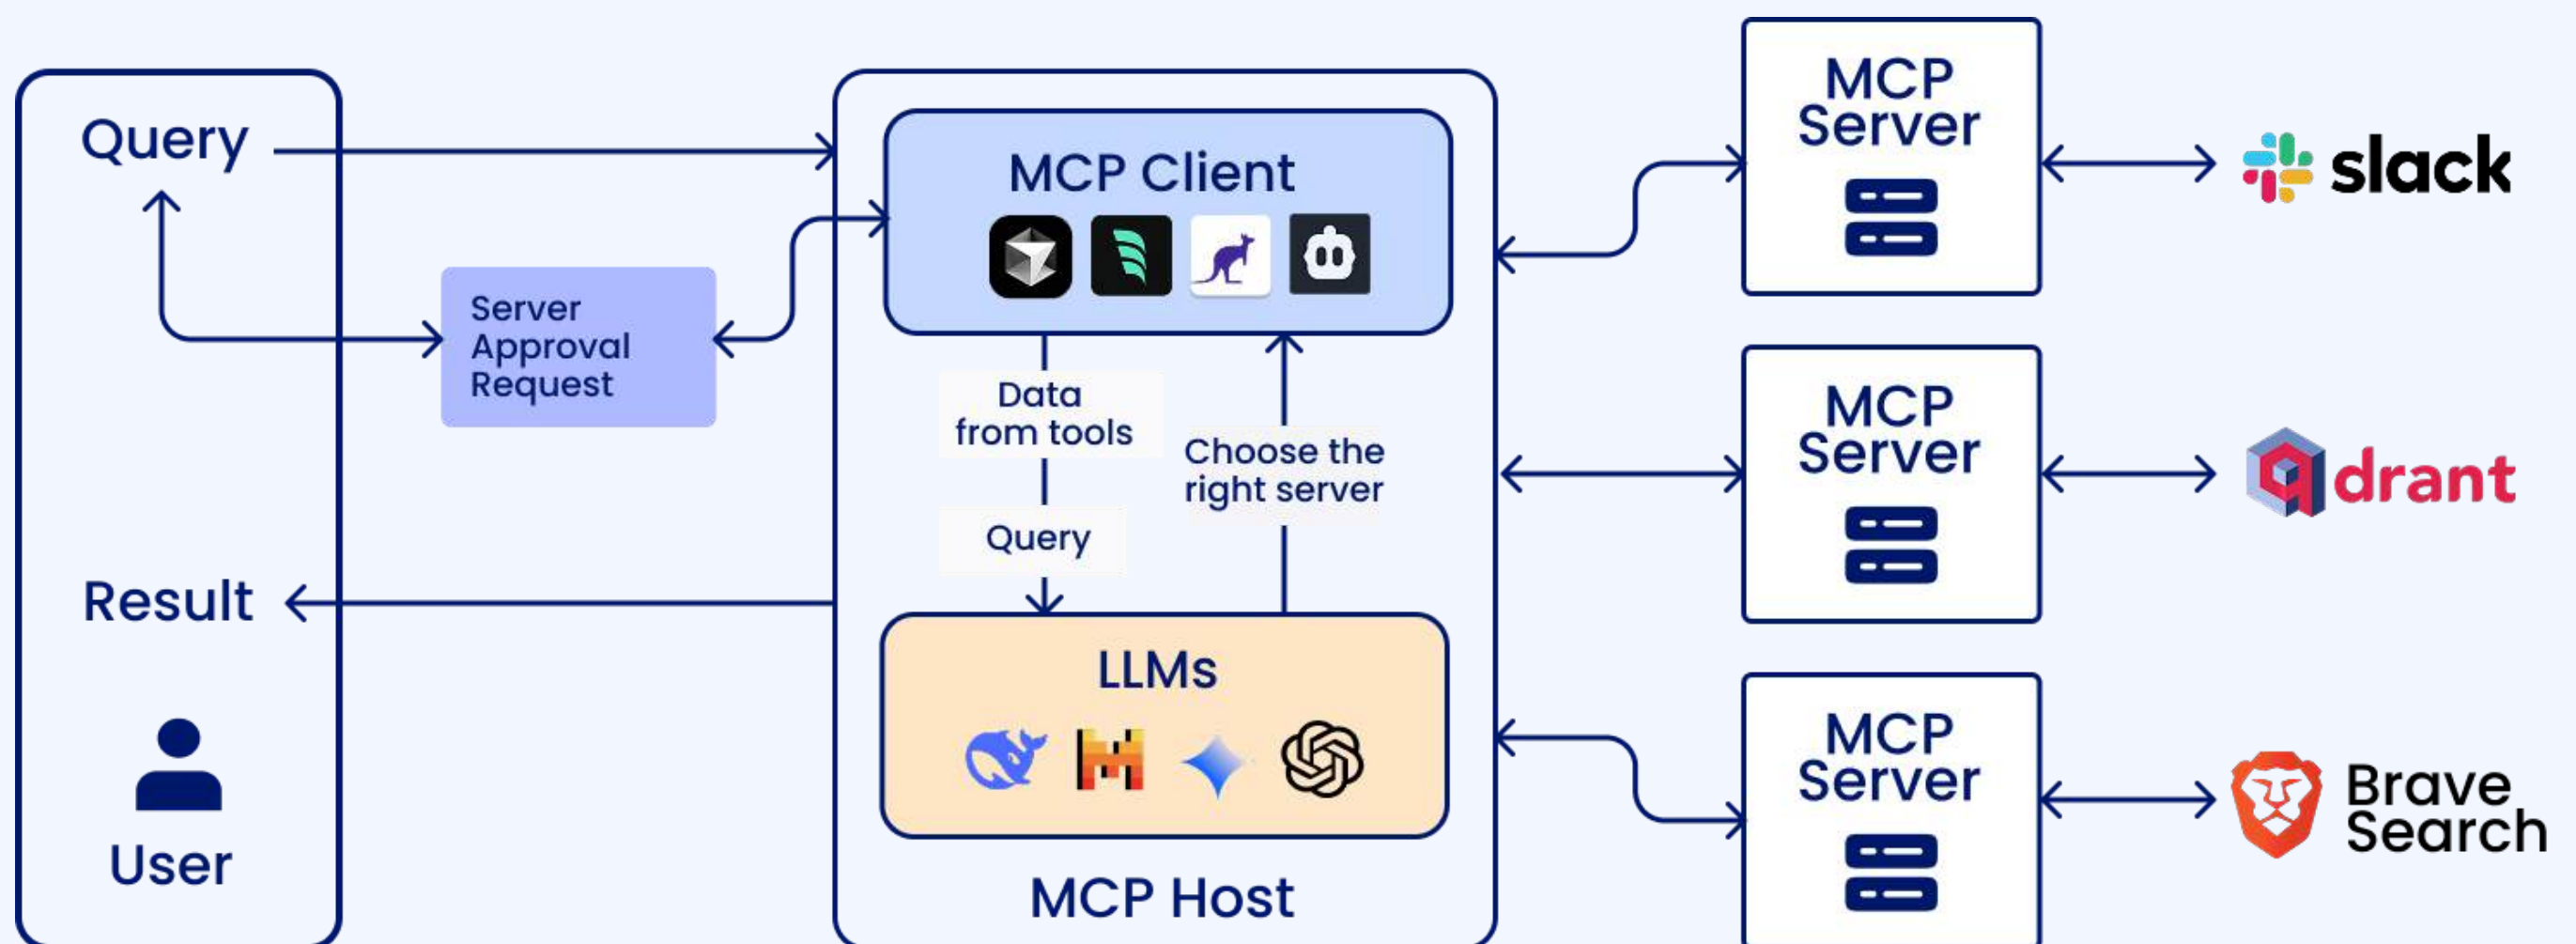 Query
Server
Approval
Request
Result
User
MCP Client
Data
from tools
Query
Choose the
right server
LLMs
MCP Host
MCP
Server
slack
MCP
Server
qdrant
MCP
Server
Brave
Search